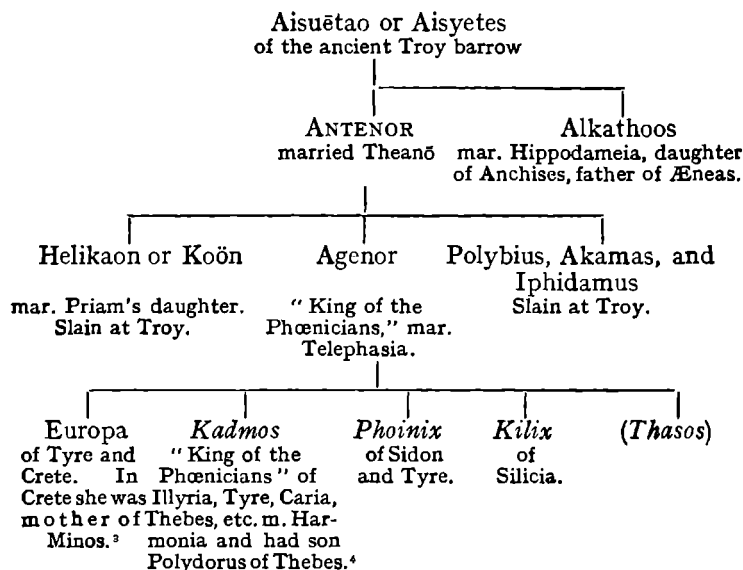 Aisuētao or Aisyetes
of the ancient Troy barrow
ANTENOR
married Theanō
Alkathoos
mar. Hippodameia, daughter
of Anchises, father of Æneas.
Helikaon or Koön
mar. Priam's daughter.
Slain at Troy.
Agenor
"King of the
Phœnicians," mar.
Telephasia.
Polybius, Akamas, and
Iphidamus
Slain at Troy.
Europa
of Tyre and
Crete. In
Crete she was
mother of
Minos.³
Kadmos
"King of the
Phœnicians" of
Illyria, Tyre, Caria,
Thebes, etc. m. Har-
monia and had son
Polydorus of Thebes.⁴
Phoinix
of Sidon
and Tyre.
Kilix
of
Silicia.
(Thasos)